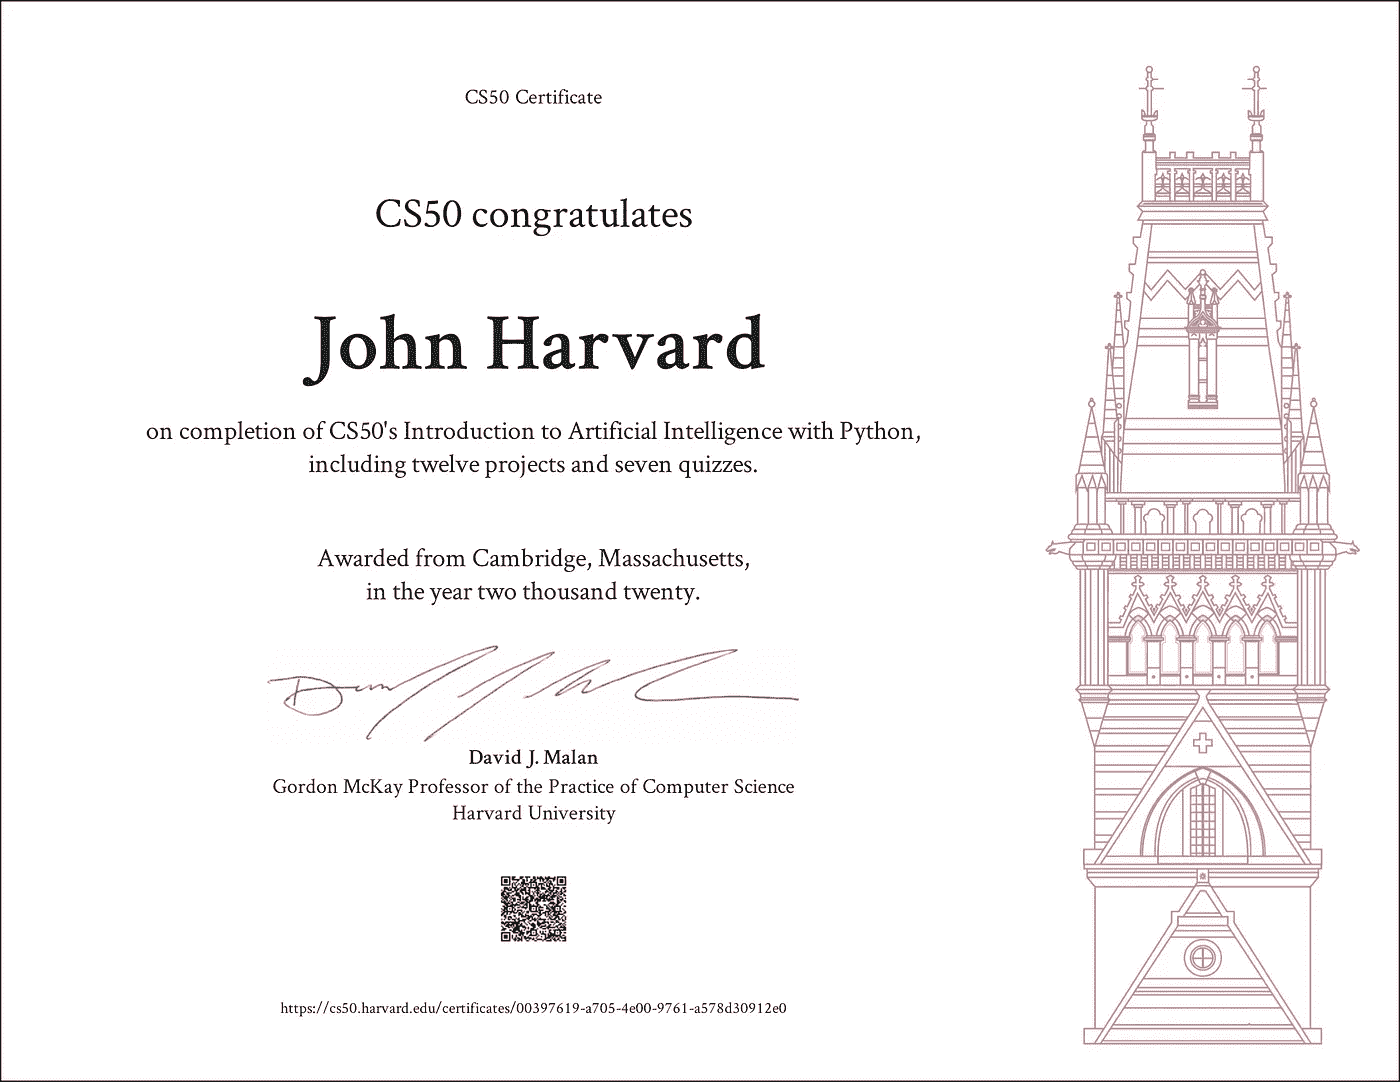 CS50 Certificate
CS50 congratulates
John Harvard
on completion of CS50's Introduction to Artificial Intelligence with Python,
including twelve projects and seven quizzes.
Awarded from Cambridge, Massachusetts,
in the year two thousand twenty.
David J. Malan
Gordon McKay Professor of the Practice of Computer Science
Harvard University
https://cs50.harvard.edu/certificates/00397619-a705-4e00-9761-a578d30912e0